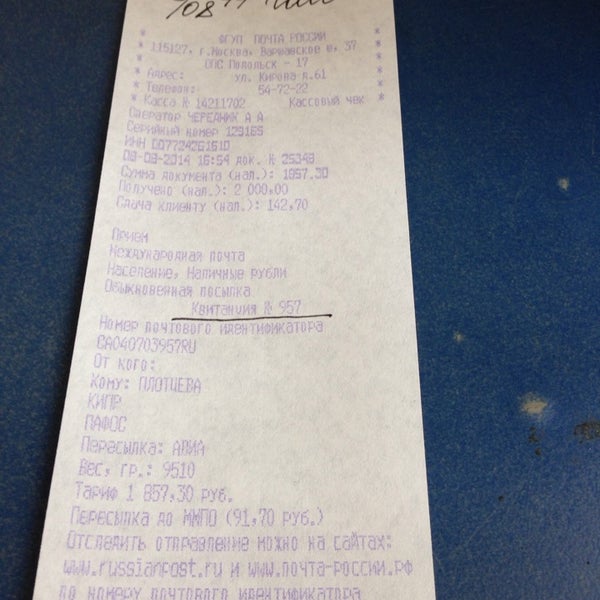 ФГУП ПОЧТА РОССИИ
* 115127, г.Москва, Варшавское ш, 37 *
* ОПС Подольск - 17 *
* Адрес: ул. Кирова д.61 *
* Телефон: 54-72-22 *
* Касса № 14211702 Кассовый чек *
Оператор ЧЕРЕДНИК А А
Серийный номер 129165
ИНН 007724261610
08-08-2014 16:54 док. № 25348
Сумма документа (нал.): 1857.30
Получено (нал.): 2 000,00
Сдача клиенту (нал.): 142,70
Прием
Международная почта
Население, Наличные рубли
Обыкновенная посылка
Квитанция № 957
Номер почтового идентификатора
CA040703957RU
От кого:
Кому: ПЛОТЦЕВА
КИПР
ПАФОС
Пересылка: АВИА
Вес, гр.: 9510
Тариф 1 857,30 руб.
Пересылка до ММПО (91,70 руб.)
Отследить отправление можно на сайтах:
www.russianpost.ru и www.почта-россии.рф
по номеру почтового идентификатора